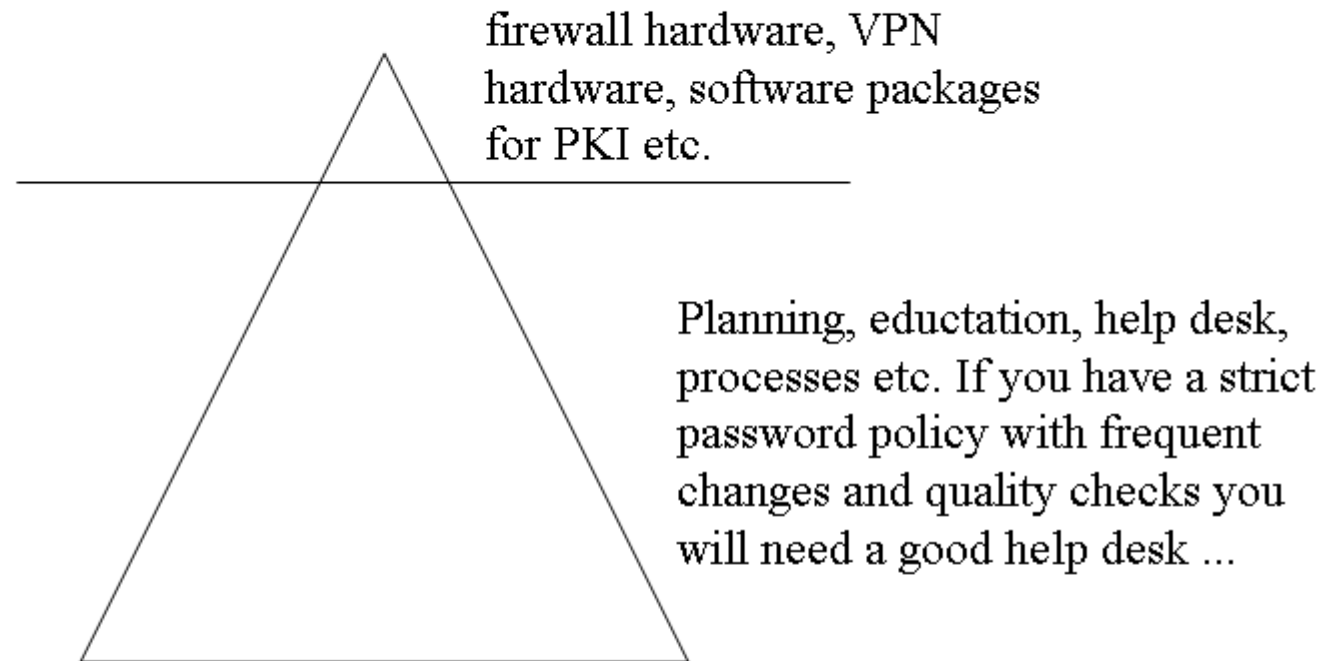 firewall hardware, VPN
hardware, software packages
for PKI etc.
Planning, eductation, help desk,
processes etc. If you have a strict
password policy with frequent
changes and quality checks you
will need a good help desk ...